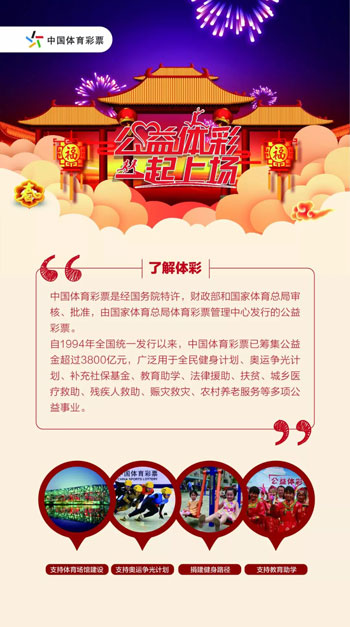 中国体育彩票
公益体彩
一起上场
福
福
春
了解体彩
中国体育彩票是经国务院特许，财政部和国家体育总局审
核、批准，由国家体育总局体育彩票管理中心发行的公益
彩票。
自1994年全国统一发行以来，中国体育彩票已筹集公益
金超过3800亿元，广泛用于全民健身计划、奥运争光计
划、补充社保基金、教育助学、法律援助、扶贫、城乡医
疗救助、残疾人救助、赈灾救灾、农村养老服务等多项公
益事业。
中国体育彩票
CHINA SPORTS LOTTERY
公益体彩
支持体育场馆建设
支持奥运争光计划
捐建健身路径
支持教育助学